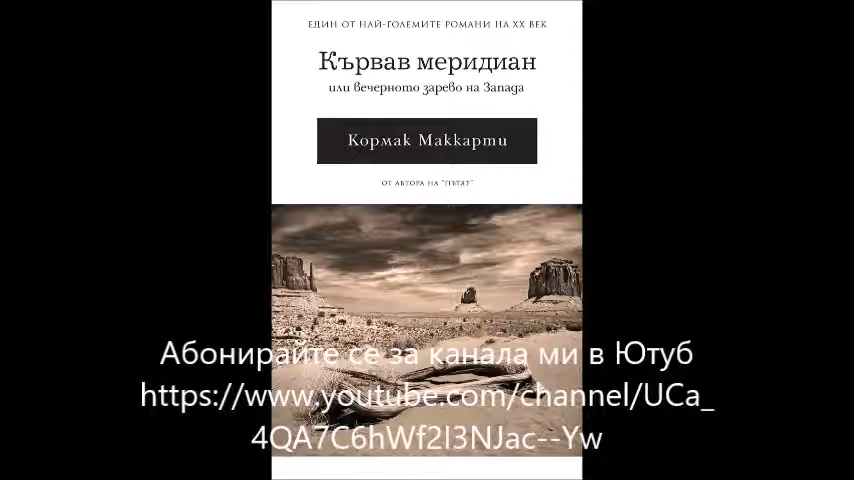 ЕДИН ОТ НАЙ-ГОЛЕМИТЕ РОМАНИ НА XX ВЕК
Кървав меридиан
или вечерното зарево на Запада
Кормак Маккарти
ОТ АВТОРА НА "ПЪТЯТ"
Абонирайте се за канала ми в Ютуб
https://www.youtube.com/channel/UCa_
4QA7C6hWf2I3NJac--Yw